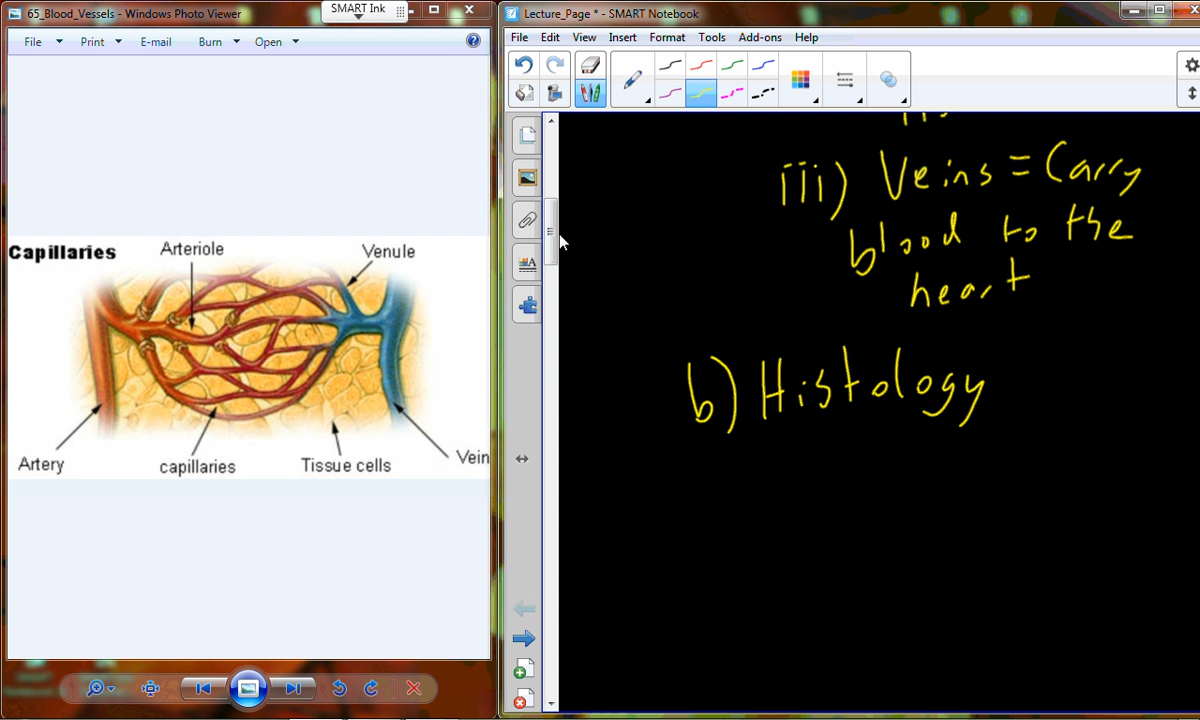 65_Blood_Vessels - Windows Photo Viewer
SMART Ink
File Print E-mail Burn Open
Capillaries
Arteriole
Venule
Artery
capillaries
Tissue cells
Vein
Lecture_Page * - SMART Notebook
File Edit View Insert Format Tools Add-ons Help
iii) Veins = Carry
blood to the
heart
b) Histology